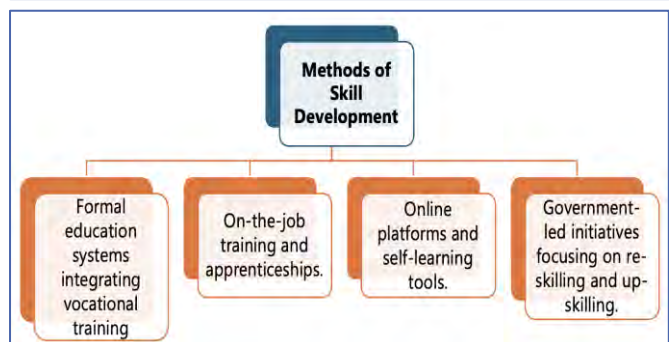 Methods of
Skill
Development
Formal
education
systems
integrating
vocational
training
On-the-job
training and
apprenticeships.
Online
platforms and
self-learning
tools.
Government-
led initiatives
focusing on re-
skilling and up-
skilling.